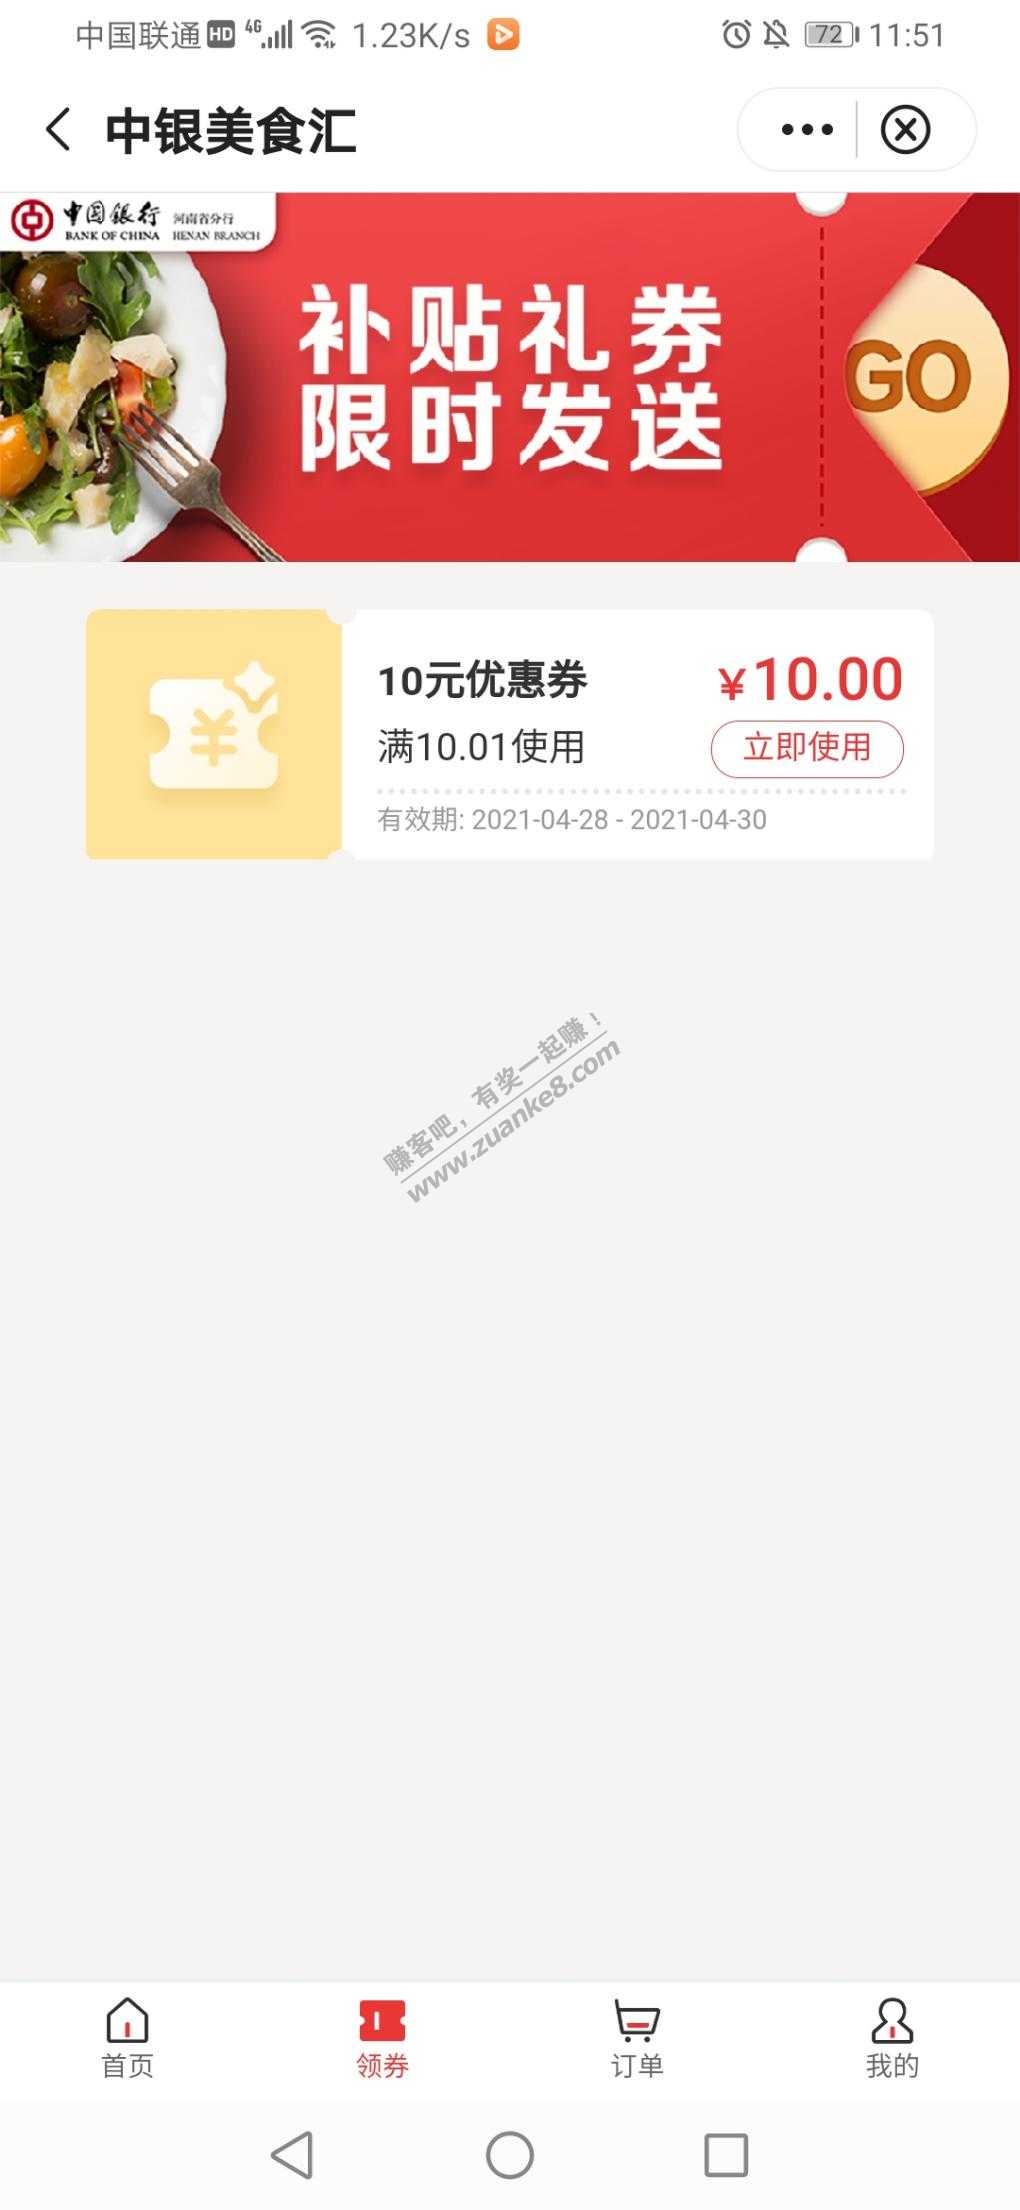 中国联通 HD 4G 1.23K/s 72 11:51
中银美食汇
中国银行 河南省分行
BANK OF CHINA HENAN BRANCH
补贴礼券
限时发送
GO
10元优惠券 ¥10.00
满10.01使用 立即使用
有效期: 2021-04-28 - 2021-04-30
赚客吧，有奖一起赚！
www.zuanke8.com
首页 领券 订单 我的